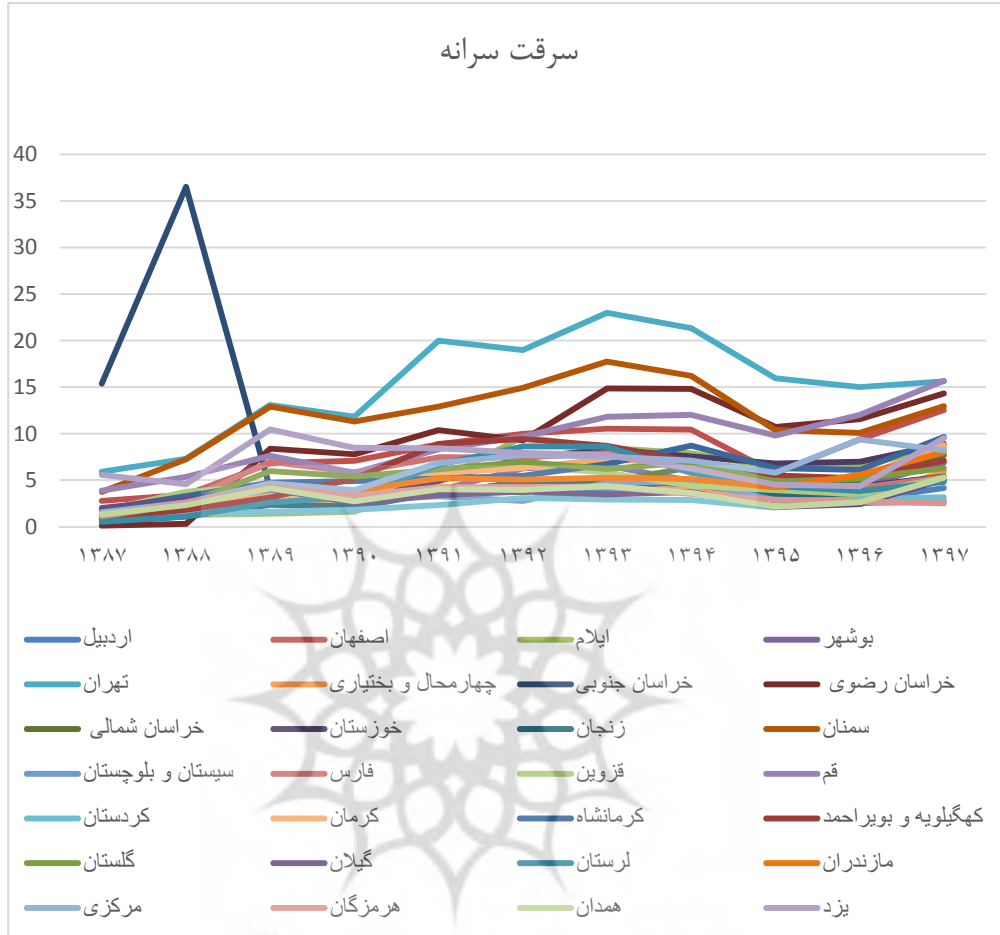 سرقت سرانه
40
35
30
25
20
15
10
5
0
۱۳۸۷ ۱۳۸۸ ۱۳۸۹ ۱۳۹۰ ۱۳۹۱ ۱۳۹۲ ۱۳۹۳ ۱۳۹۴ ۱۳۹۵ ۱۳۹۶ ۱۳۹۷
اردبیل اصفهان ایلام بوشهر
تهران چهارمحال و بختیاری خراسان جنوبی خراسان رضوی
خراسان شمالی خوزستان زنجان سمنان
سیستان و بلوچستان فارس قزوین قم
کردستان کرمان کرمانشاه کهگیلویه و بویراحمد
گلستان گیلان لرستان مازندران
مرکزی هرمزگان همدان یزد